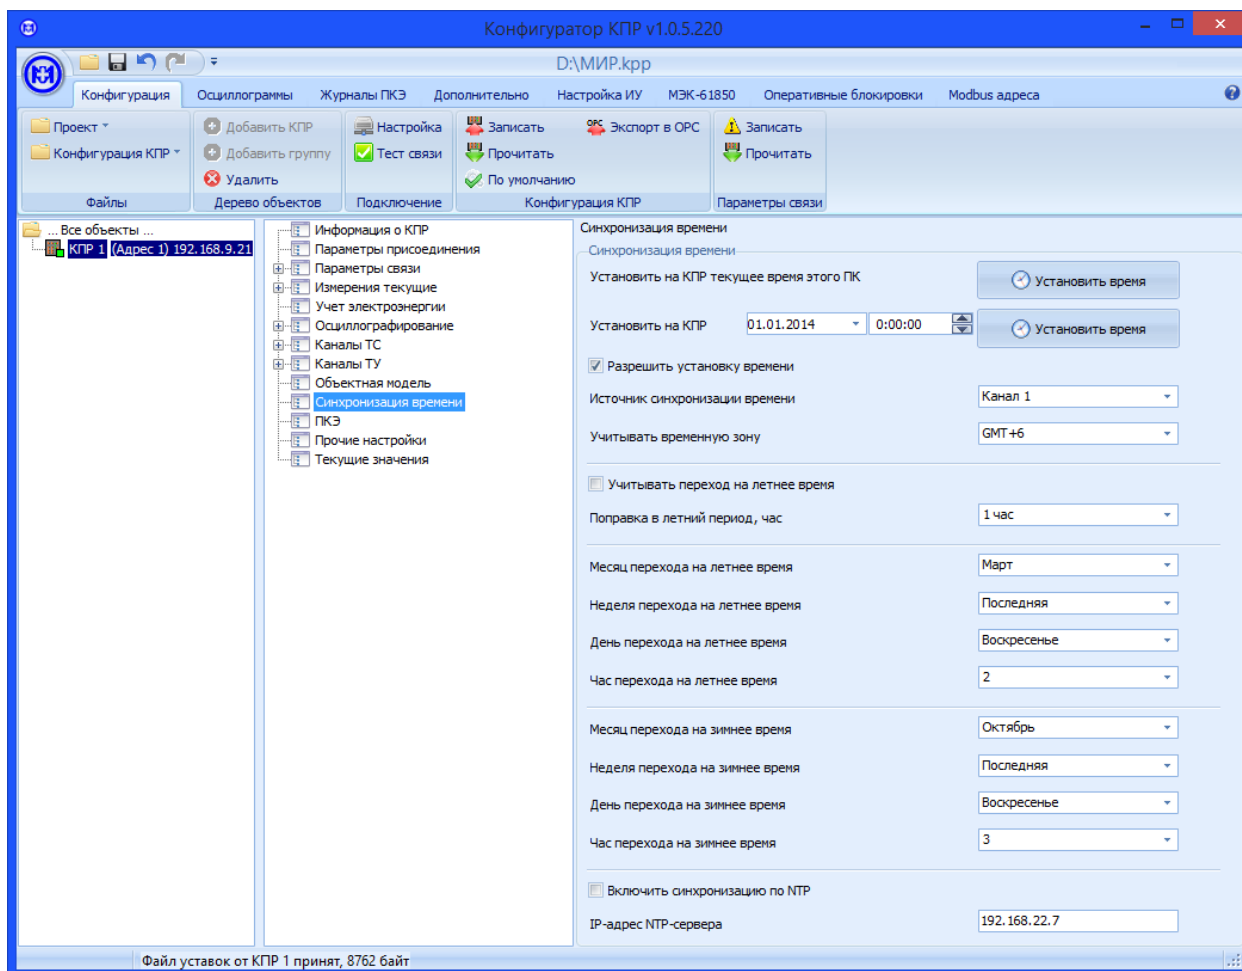 Конфигуратор КПР v1.0.5.220
D:\МИР.kpp
Конфигурация Осциллограммы Журналы ПКЭ Дополнительно Настройка ИУ МЭК-61850 Оперативные блокировки Modbus адреса
Проект
Конфигурация КПР
Файлы
Добавить КПР
Добавить группу
Удалить
Дерево объектов
Настройка
Тест связи
Подключение
Записать
Прочитать
По умолчанию
OPC Экспорт в OPC
Конфигурация КПР
Записать
Прочитать
Параметры связи
... Все объекты ...
КПР 1 (Адрес 1) 192.168.9.21
Информация о КПР
Параметры присоединения
Параметры связи
Измерения текущие
Учет электроэнергии
Осциллографирование
Каналы ТС
Каналы ТУ
Объектная модель
Синхронизация времени
ПКЭ
Прочие настройки
Текущие значения
Синхронизация времени
Синхронизация времени
Установить на КПР текущее время этого ПК Установить время
Установить на КПР 01.01.2014 0:00:00 Установить время
Разрешить установку времени
Источник синхронизации времени Канал 1
Учитывать временную зону GMT+6
Учитывать переход на летнее время
Поправка в летний период, час 1 час
Месяц перехода на летнее время Март
Неделя перехода на летнее время Последняя
День перехода на летнее время Воскресенье
Час перехода на летнее время 2
Месяц перехода на зимнее время Октябрь
Неделя перехода на зимнее время Последняя
День перехода на зимнее время Воскресенье
Час перехода на зимнее время 3
Включить синхронизацию по NTP
IP-адрес NTP-сервера 192.168.22.7
Файл уставок от КПР 1 принят, 8762 байт